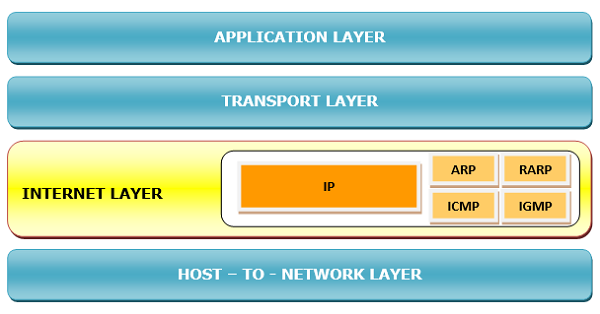 APPLICATION LAYER
TRANSPORT LAYER
INTERNET LAYER
IP
ARP
RARP
ICMP
IGMP
HOST – TO - NETWORK LAYER